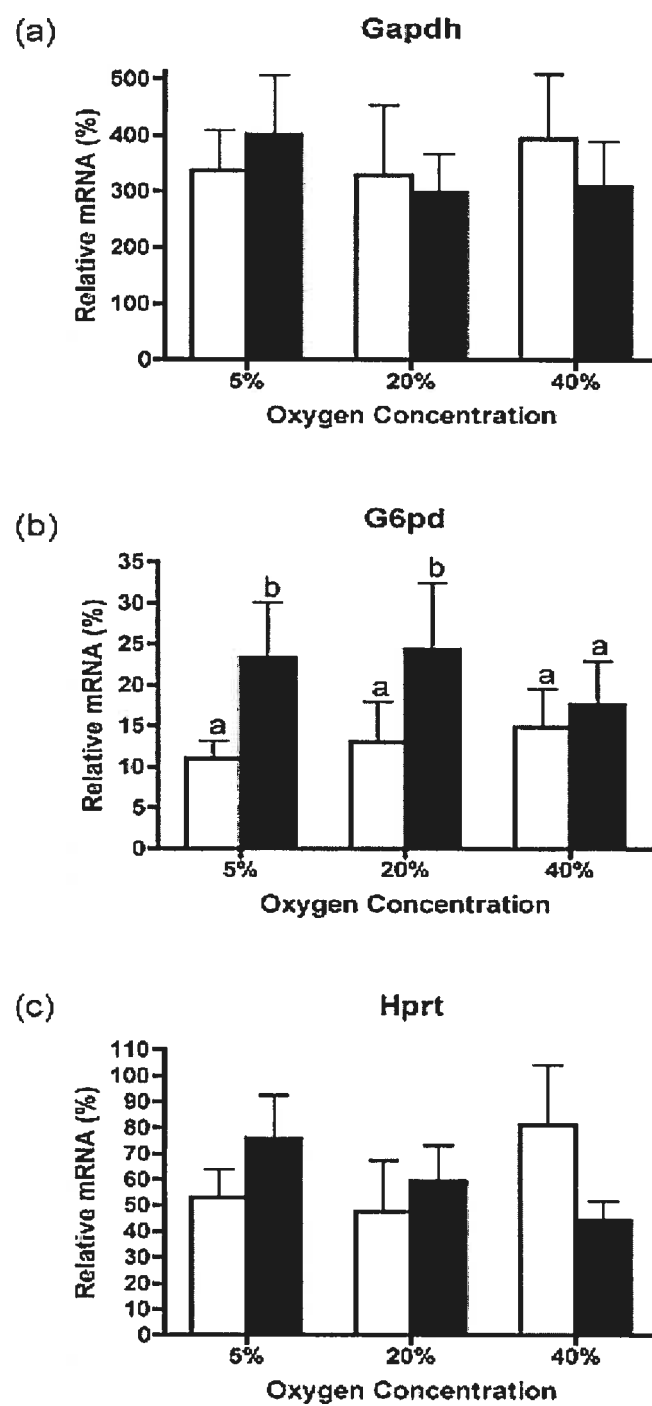 (a)
Gapdh
Relative mRNA (%)
500
400
300
200
100
0
5%
20%
40%
Oxygen Concentration
(b)
G6pd
Relative mRNA (%)
35
30
25
20
15
10
5
0
a
b
a
b
a
a
5%
20%
40%
Oxygen Concentration
(c)
Hprt
Relative mRNA (%)
110
100
90
80
70
60
50
40
30
20
10
0
5%
20%
40%
Oxygen Concentration